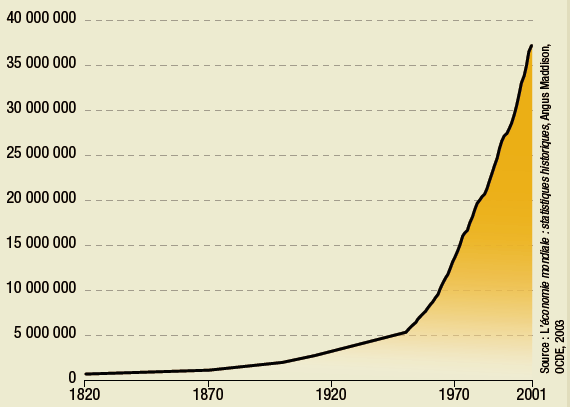 40 000 000
35 000 000
30 000 000
25 000 000
20 000 000
15 000 000
10 000 000
5 000 000
0
1820 1870 1920 1970 2001
Source : L'économie mondiale : statistiques historiques, Angus Maddison,
OCDE, 2003